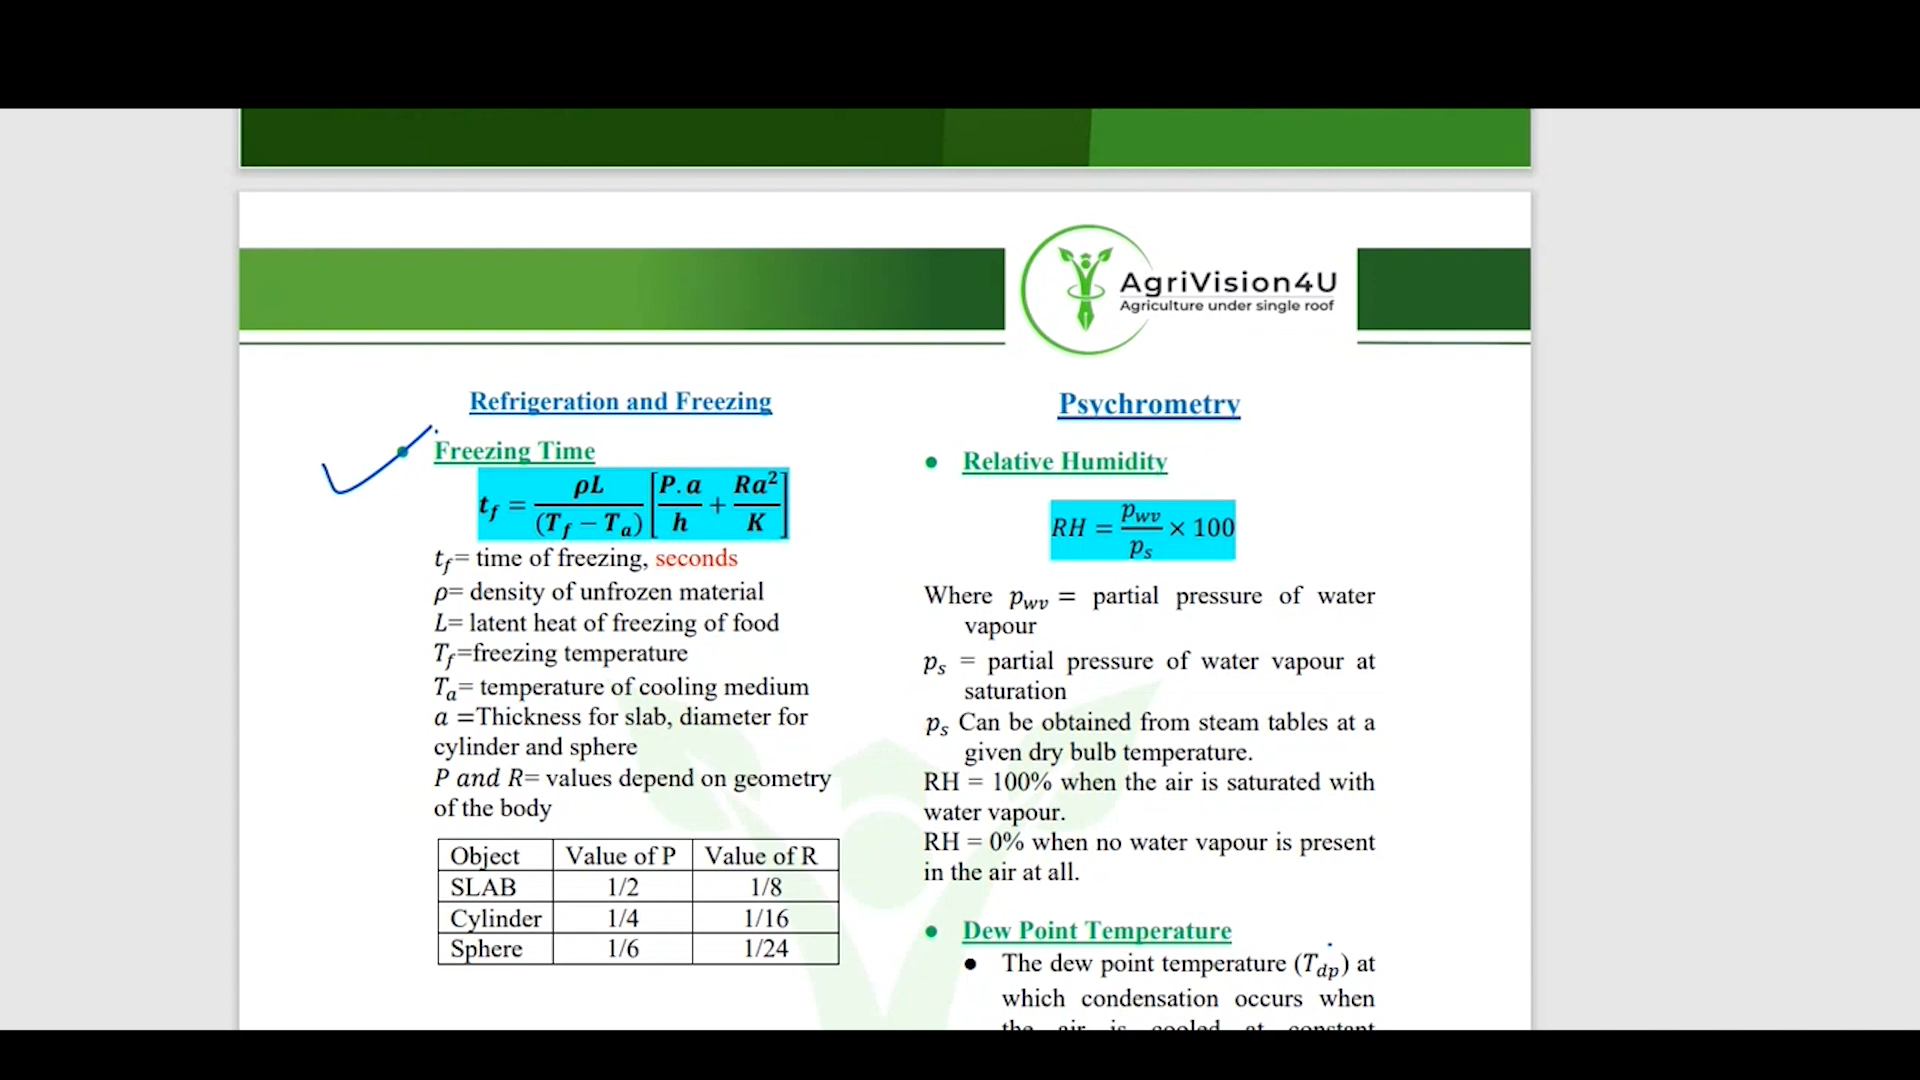 AgriVision4U
Agriculture under single roof
Refrigeration and Freezing
• Freezing Time
t_f = ρL / (T_f − T_a) [P.a / h + Ra² / K]
t_f= time of freezing, seconds
ρ= density of unfrozen material
L= latent heat of freezing of food
T_f=freezing temperature
T_a= temperature of cooling medium
a =Thickness for slab, diameter for
cylinder and sphere
P and R= values depend on geometry
of the body
Object Value of P Value of R
SLAB 1/2 1/8
Cylinder 1/4 1/16
Sphere 1/6 1/24
Psychrometry
• Relative Humidity
RH = p_wv / p_s × 100
Where p_wv = partial pressure of water
vapour
p_s = partial pressure of water vapour at
saturation
p_s Can be obtained from steam tables at a
given dry bulb temperature.
RH = 100% when the air is saturated with
water vapour.
RH = 0% when no water vapour is present
in the air at all.
• Dew Point Temperature
• The dew point temperature (T_dp) at
which condensation occurs when
the air is cooled at constant